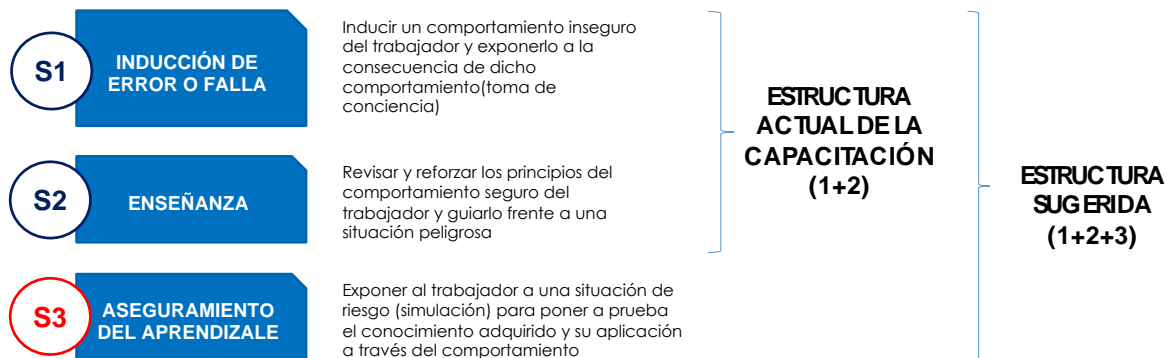 S1
INDUCCIÓN DE
ERROR O FALLA
Inducir un comportamiento inseguro
del trabajador y exponerlo a la
consecuencia de dicho
comportamiento(toma de
conciencia)
S2
ENSEÑANZA
Revisar y reforzar los principios del
comportamiento seguro del
trabajador y guiarlo frente a una
situación peligrosa
S3
ASEGURAMIENTO
DEL APRENDIZALE
Exponer al trabajador a una situación de
riesgo (simulación) para poner a prueba
el conocimiento adquirido y su aplicación
a través del comportamiento
ESTRUCTURA
ACTUAL DE LA
CAPACITACIÓN
(1+2)
ESTRUCTURA
SUGERIDA
(1+2+3)